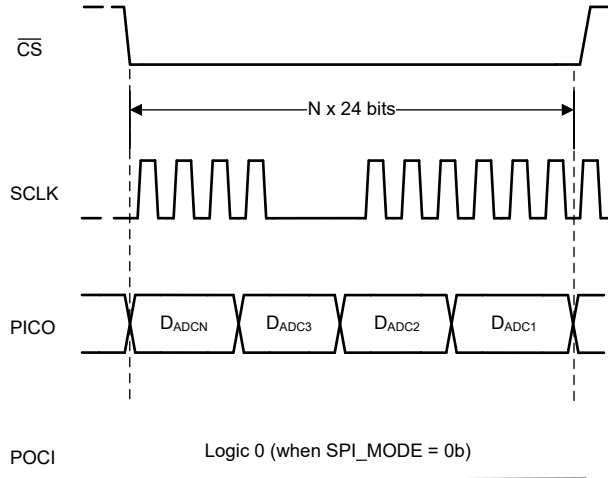 CS
N x 24 bits
SCLK
PICO
DADCN
DADC3
DADC2
DADC1
POCI
Logic 0 (when SPI_MODE = 0b)